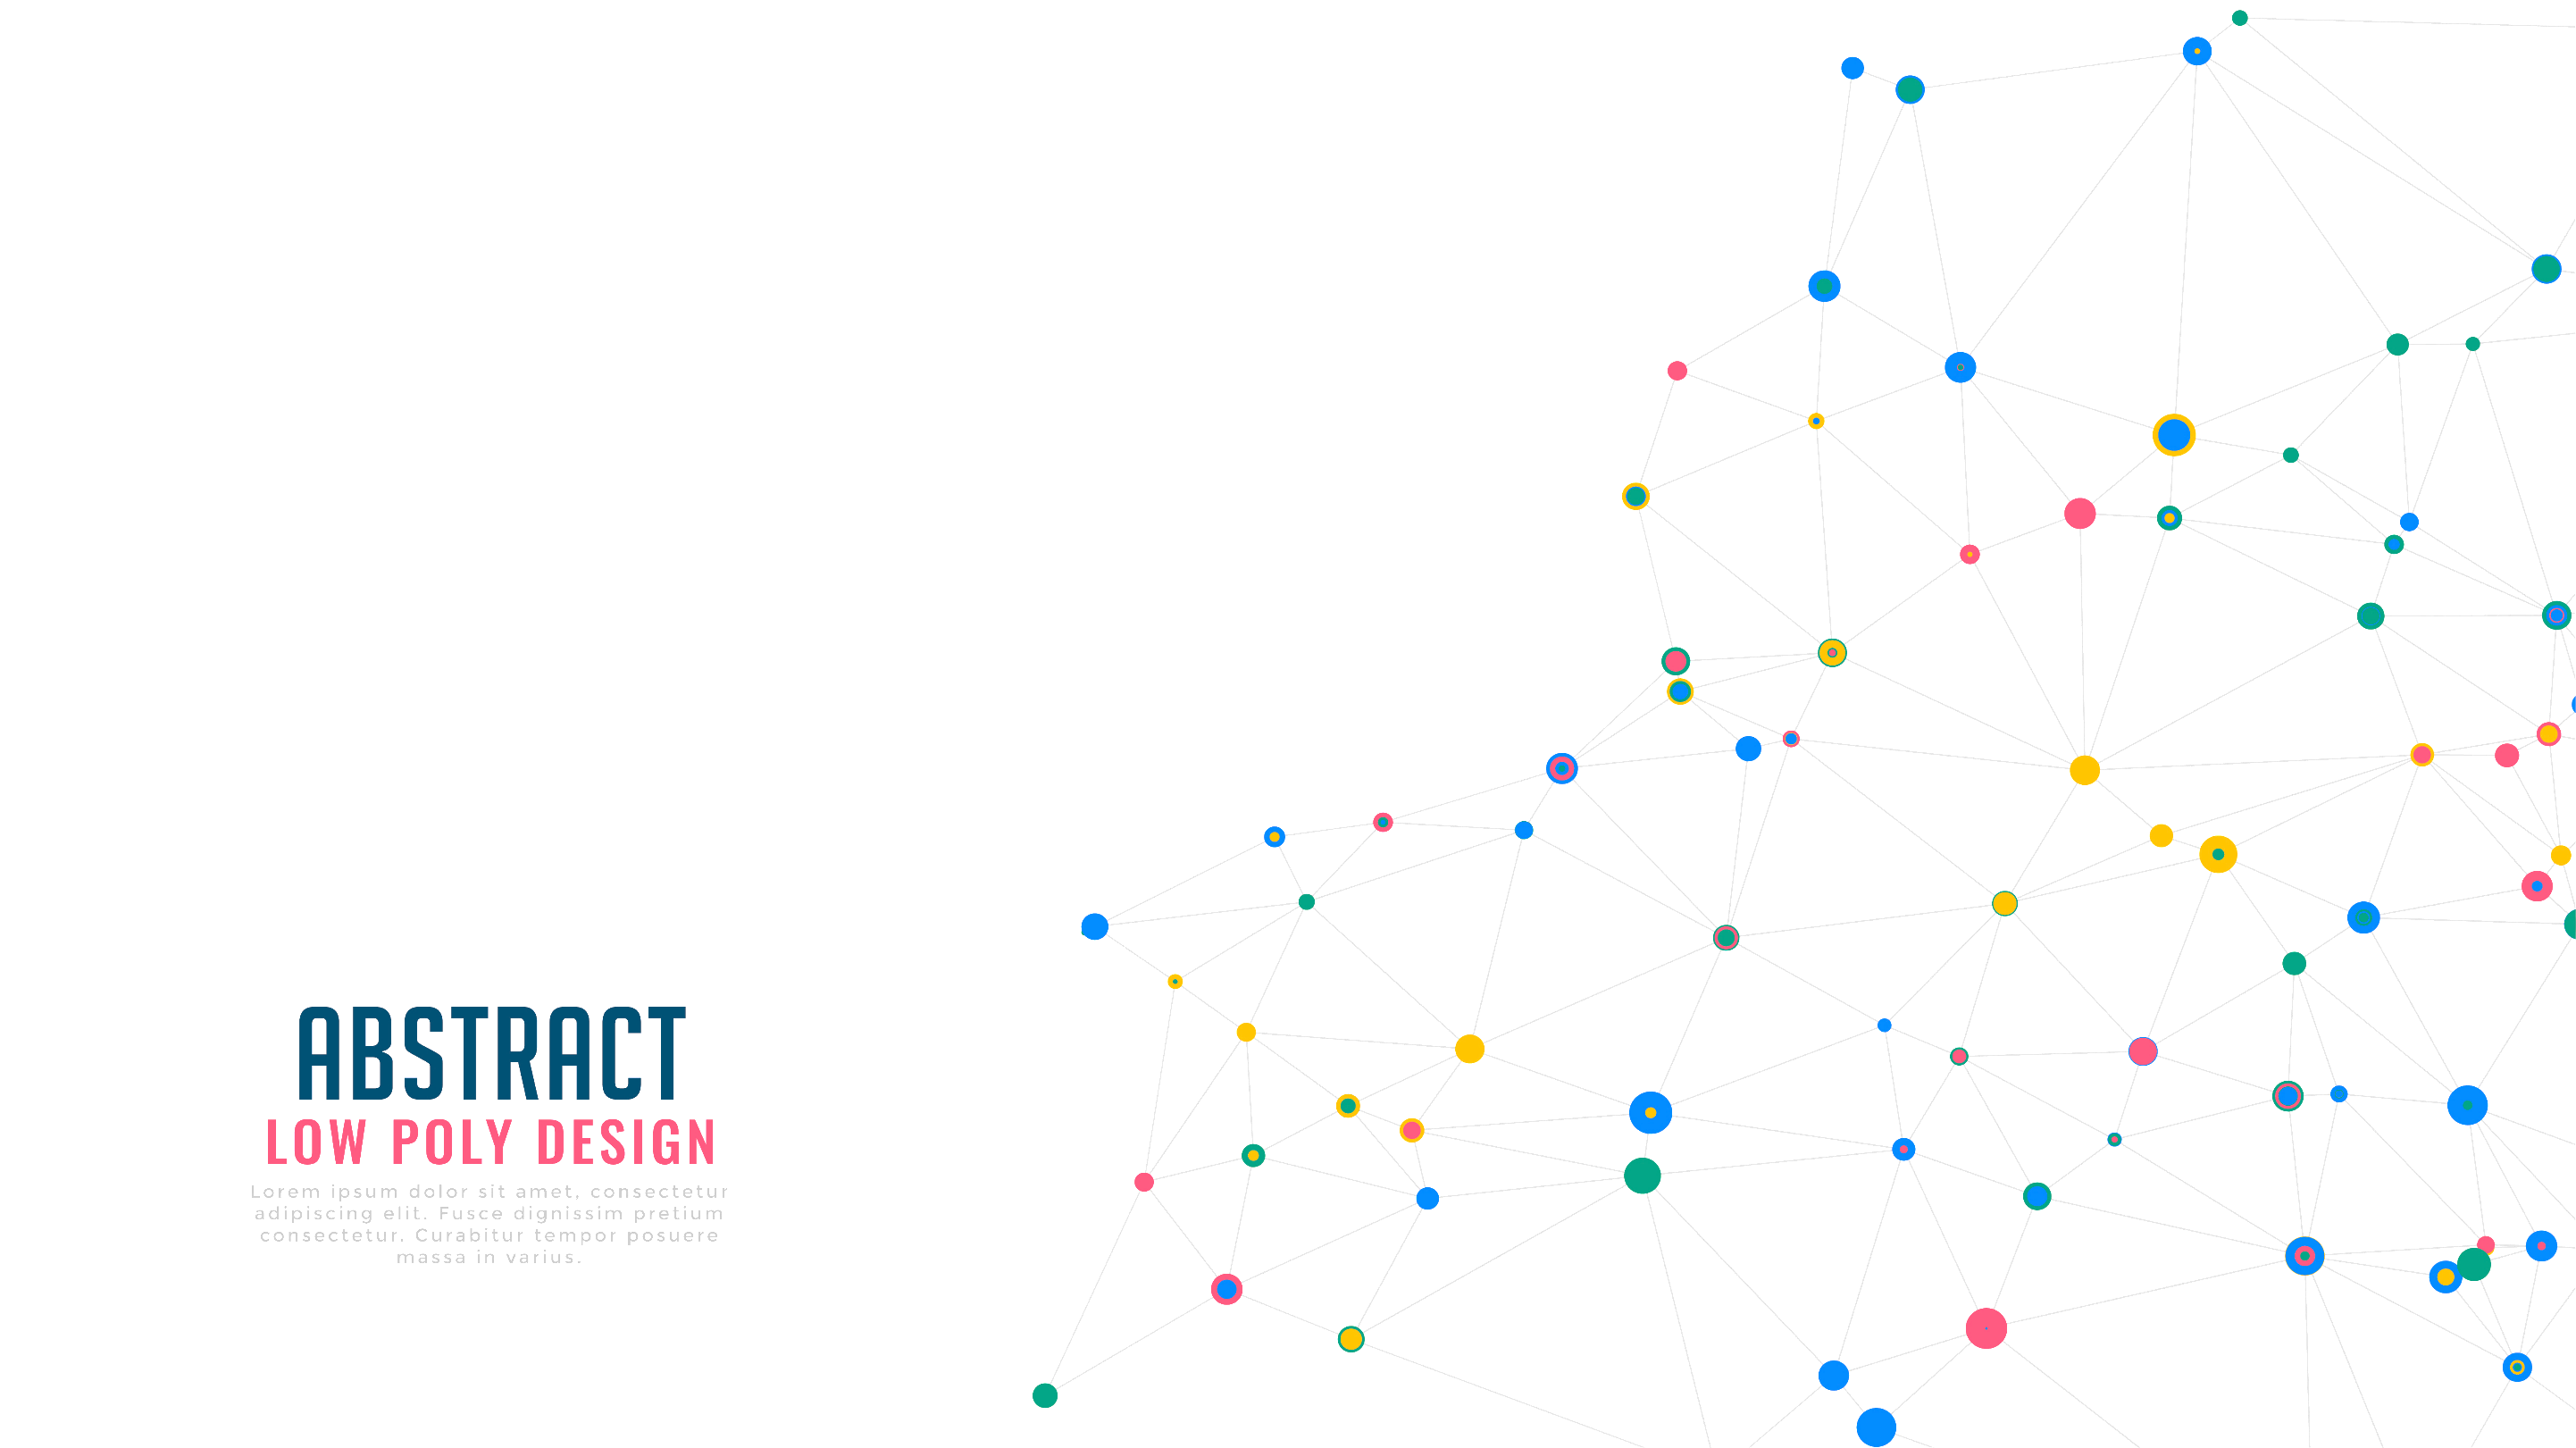 ABSTRACT
LOW POLY DESIGN
Lorem ipsum dolor sit amet, consectetur
adipiscing elit. Fusce dignissim pretium
consectetur. Curabitur tempor posuere
massa in varius.